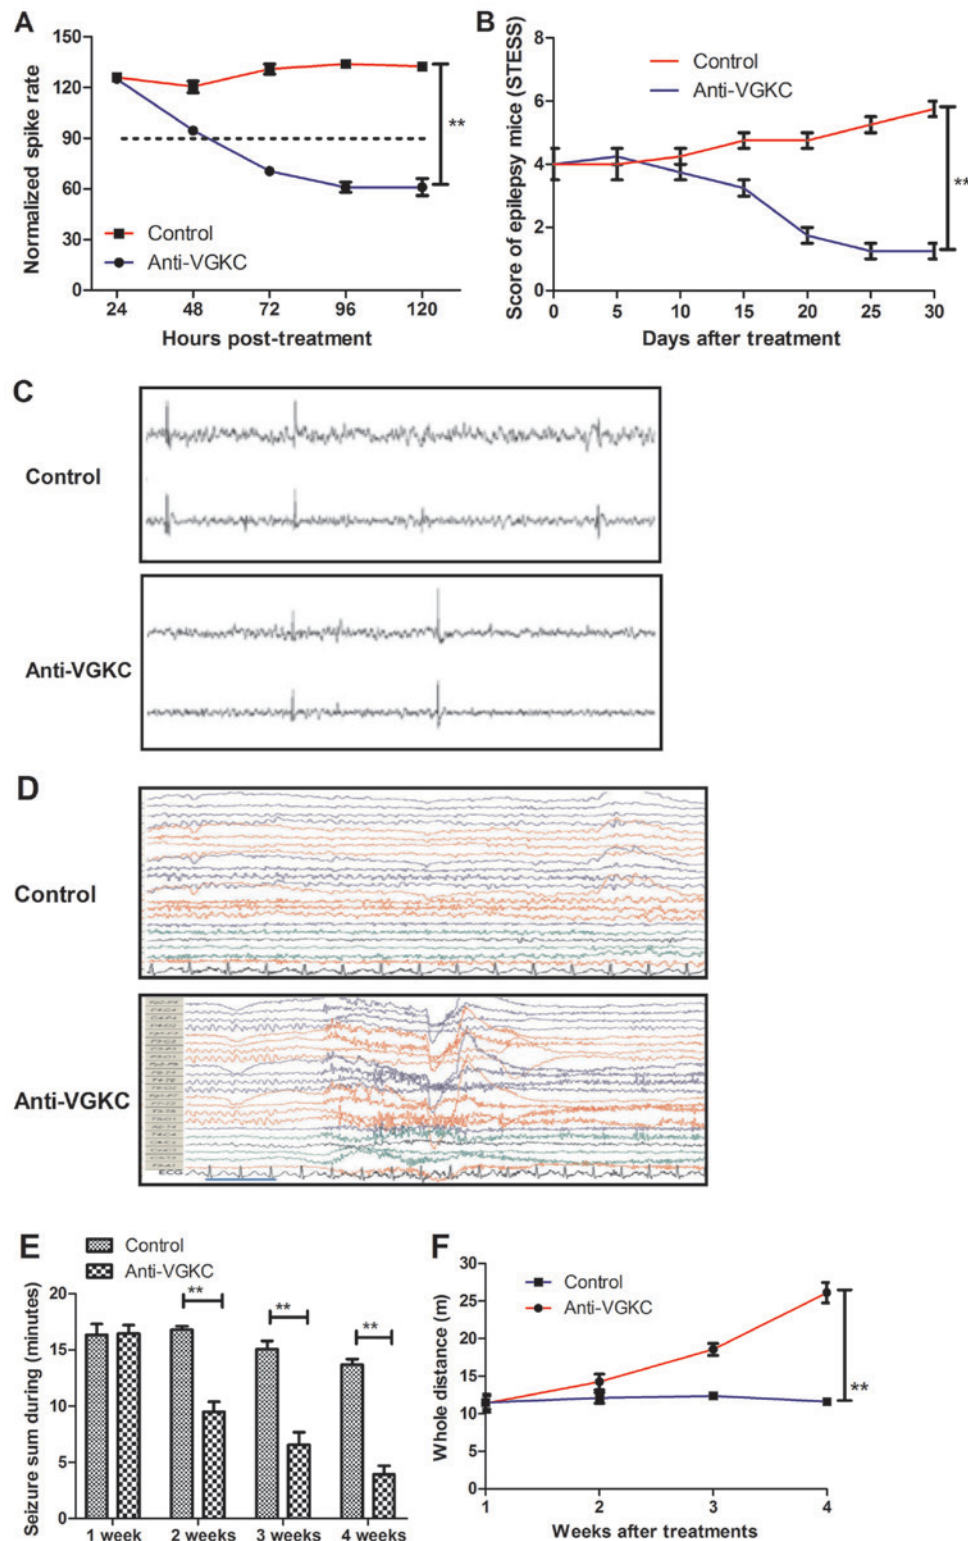 A
Normalized spike rate
150
120
90
60
30
0
**
Control
Anti-VGKC
24 48 72 96 120
Hours post-treatment
B
Score of epilepsy mice (STESS)
8
6
4
2
0
Control
Anti-VGKC
**
0 5 10 15 20 25 30
Days after treatment
C
Control
Anti-VGKC
D
Control
Anti-VGKC
ECG
E
Control
Anti-VGKC
Seizure sum during (minutes)
20
15
10
5
0
**
**
**
1 week 2 weeks 3 weeks 4 weeks
F
Whole distance (m)
30
25
20
15
10
5
0
Control
Anti-VGKC
**
1 2 3 4
Weeks after treatments